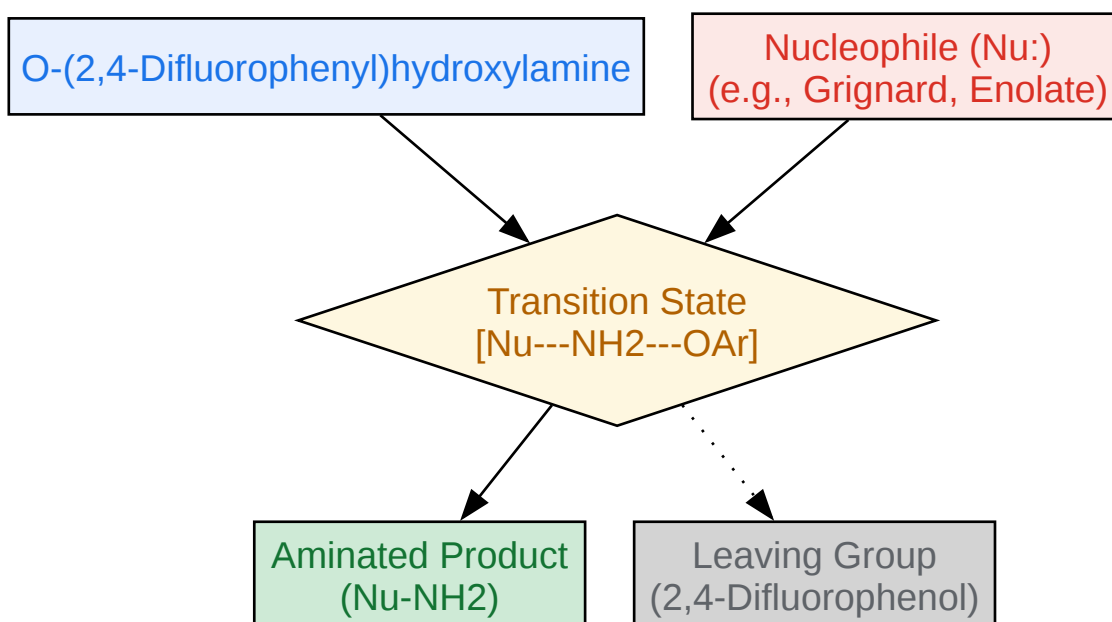 O-(2,4-Difluorophenyl)hydroxylamine
Nucleophile (Nu:)
(e.g., Grignard, Enolate)
Transition State
[Nu---NH2---OAr]
Aminated Product
(Nu-NH2)
Leaving Group
(2,4-Difluorophenol)